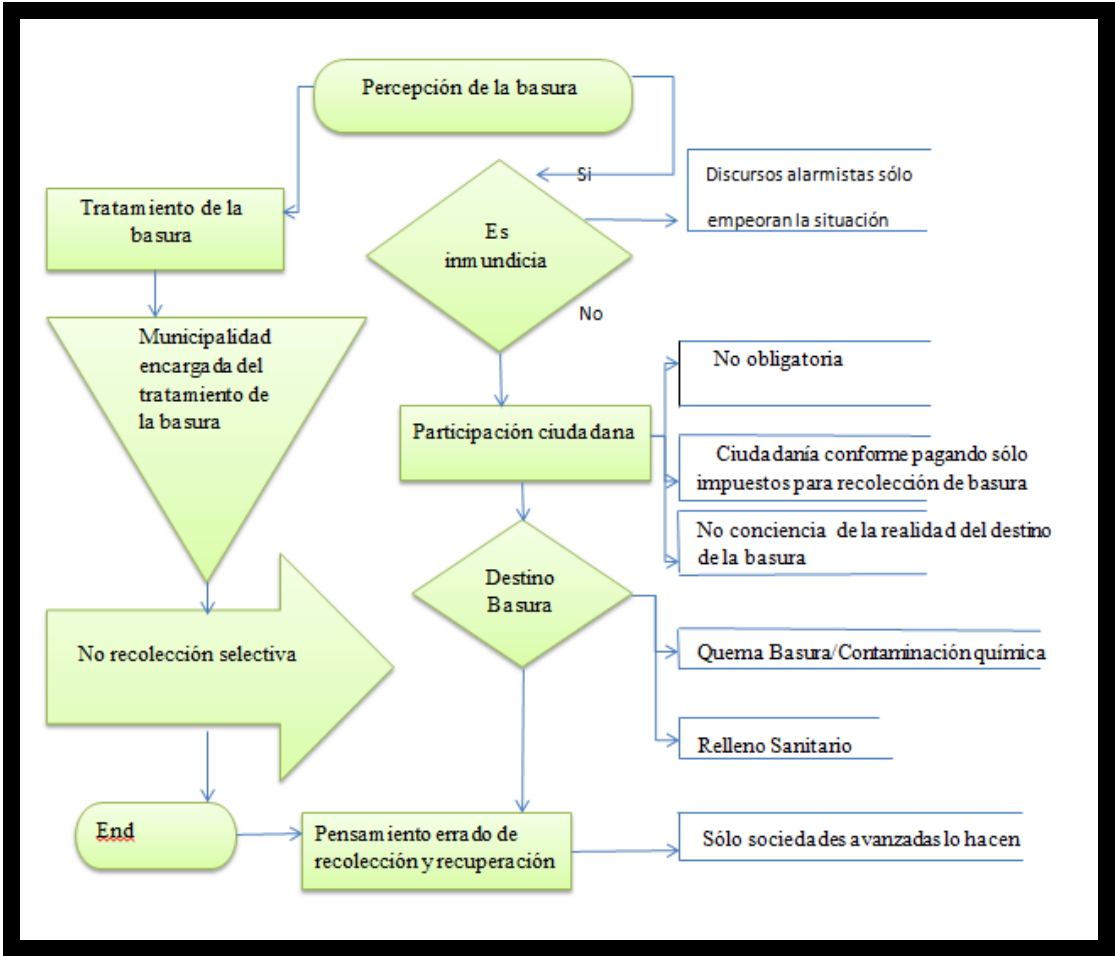 Percepción de la basura
Si
Discursos alarmistas sólo
empeoran la situación
Tratamiento de la
basura
Es
inmundicia
No
Municipalidad
encargada del
tratamiento de
la basura
No obligatoria
Participación ciudadana
Ciudadanía conforme pagando sólo
impuestos para recolección de basura
No conciencia de la realidad del destino
de la basura
Destino
Basura
No recolección selectiva
Quema Basura/Contaminación química
Relleno Sanitario
End
Pensamiento errado de
recolección y recuperación
Sólo sociedades avanzadas lo hacen